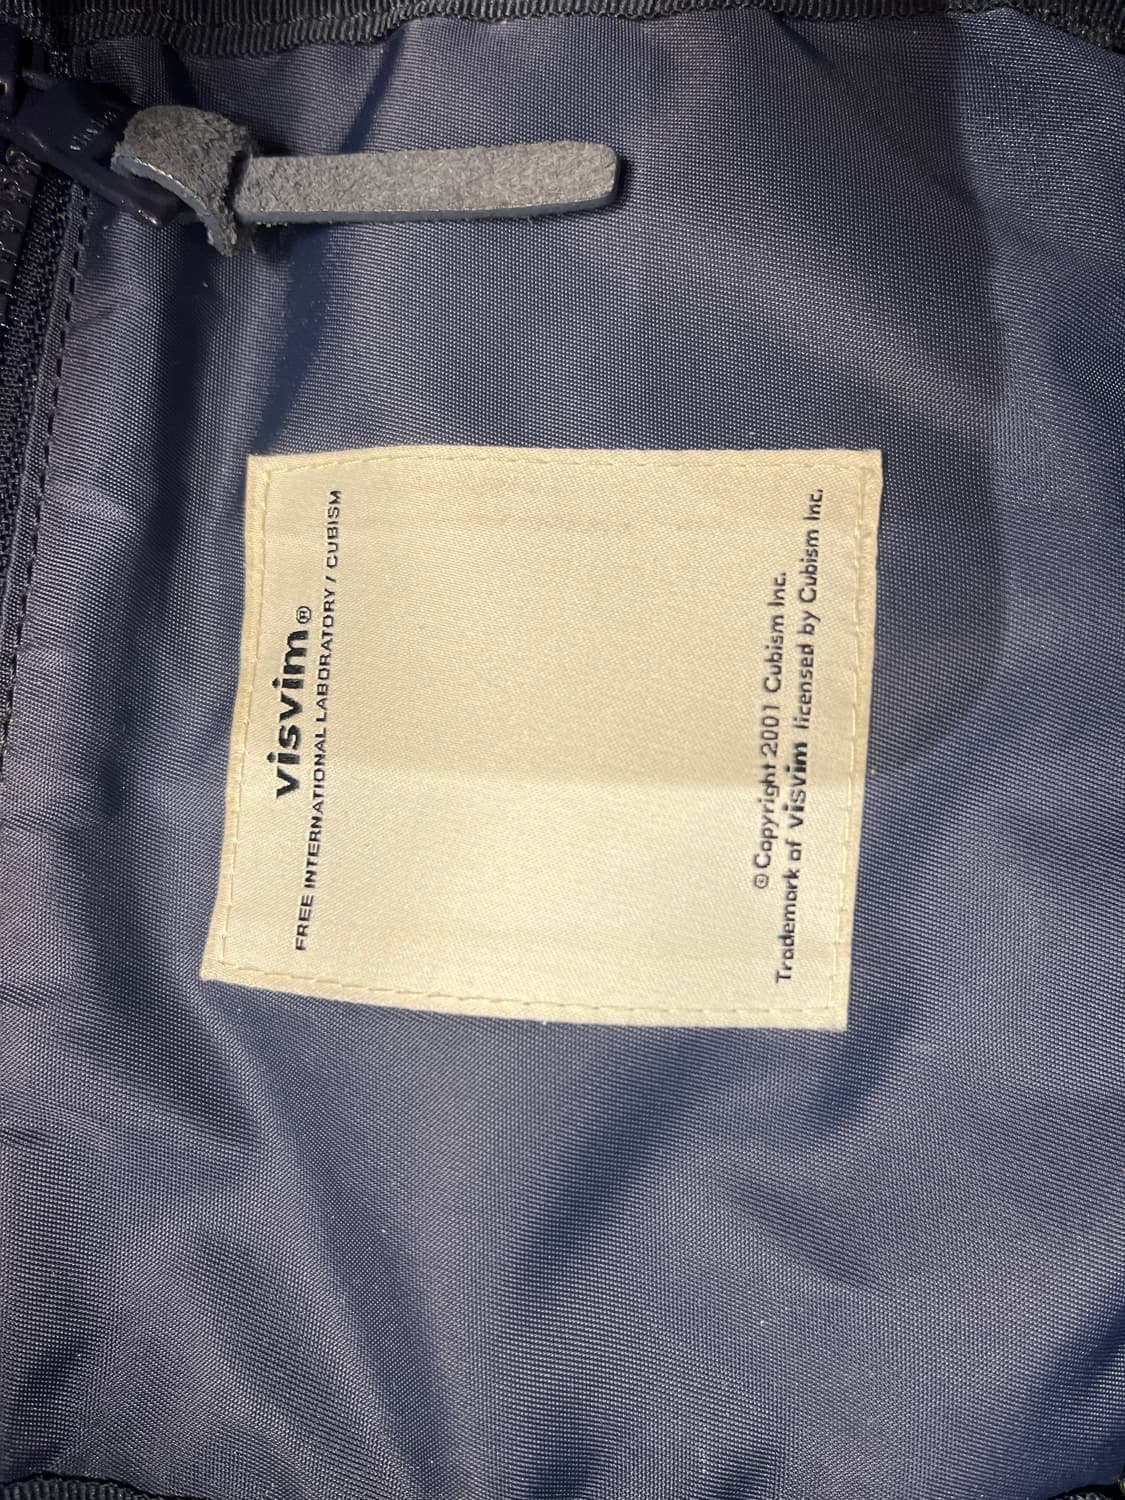 visvim®
FREE INTERNATIONAL LABORATORY / CUBISM
© Copyright 2001 Cubism Inc.
Trademark of visvim licensed by Cubism Inc.